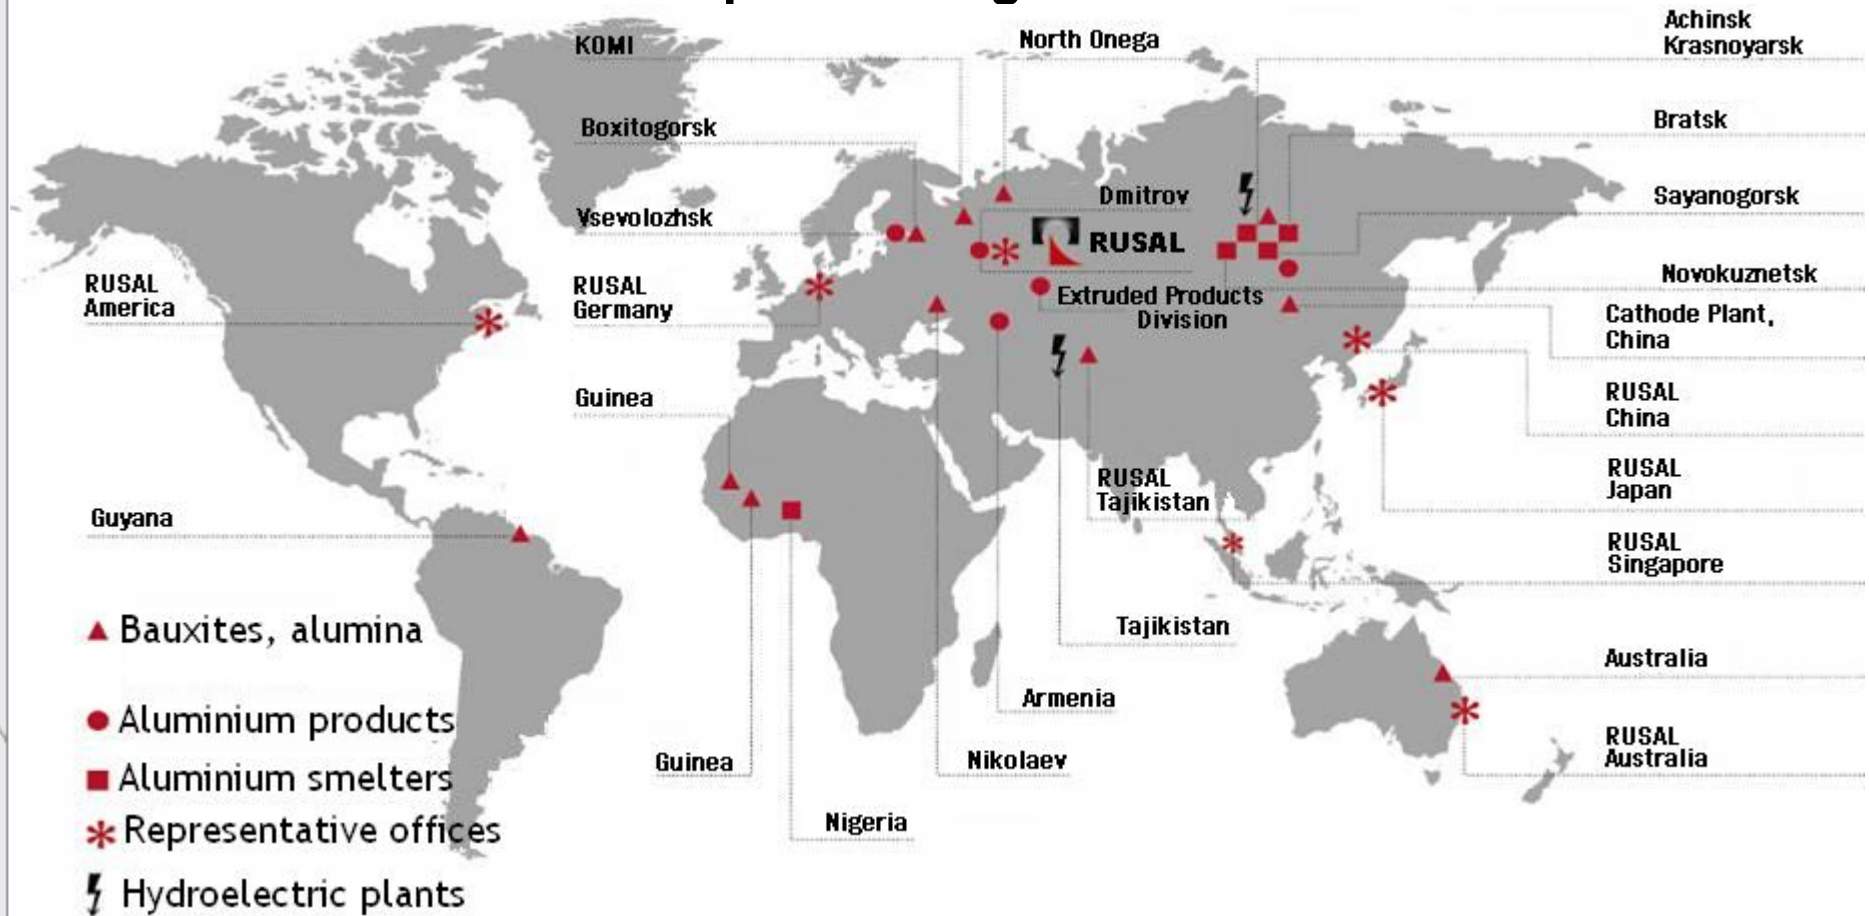 KOMI
North Onega
Achinsk
Krasnoyarsk
Boxitogorsk
Bratsk
Dmitrov
Sayanogorsk
Vsevolozhsk
RUSAL
Novokuznetsk
RUSAL
America
RUSAL
Germany
Extruded Products
Division
Cathode Plant,
China
Guinea
RUSAL
China
RUSAL
Tajikistan
RUSAL
Japan
Guyana
RUSAL
Singapore
Bauxites, alumina
Tajikistan
Australia
Armenia
Aluminium products
RUSAL
Australia
Guinea
Nikolaev
Aluminium smelters
Nigeria
Representative offices
Hydroelectric plants